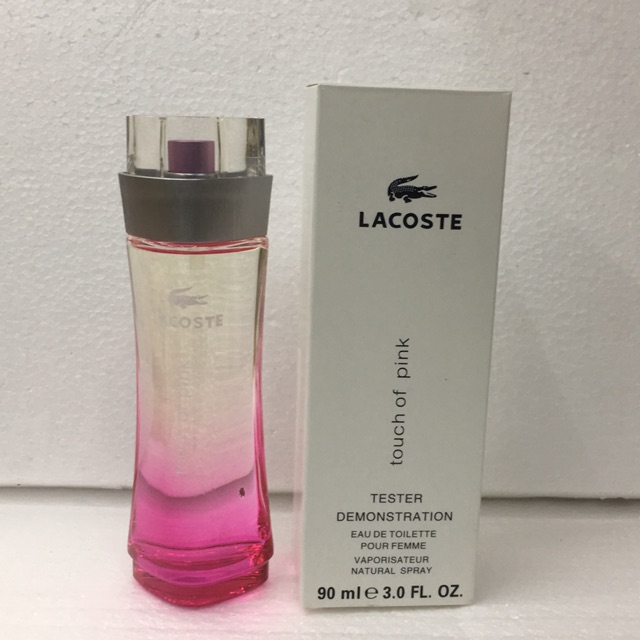 LACOSTE
LACOSTE
touch of pink
TESTER
DEMONSTRATION
EAU DE TOILETTE
POUR FEMME
VAPORISATEUR
NATURAL SPRAY
90 ml e 3.0 FL. OZ.